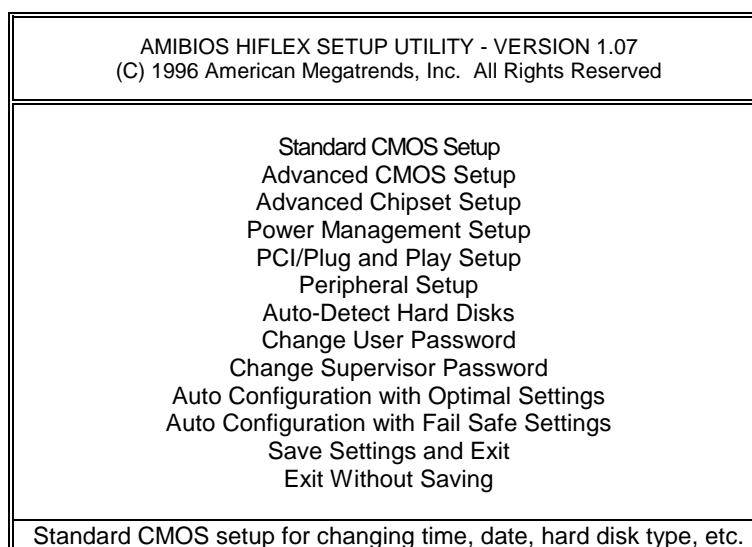 AMIBIOS HIFLEX SETUP UTILITY - VERSION 1.07
(C) 1996 American Megatrends, Inc. All Rights Reserved
Standard CMOS Setup
Advanced CMOS Setup
Advanced Chipset Setup
Power Management Setup
PCI/Plug and Play Setup
Peripheral Setup
Auto-Detect Hard Disks
Change User Password
Change Supervisor Password
Auto Configuration with Optimal Settings
Auto Configuration with Fail Safe Settings
Save Settings and Exit
Exit Without Saving
Standard CMOS setup for changing time, date, hard disk type, etc.